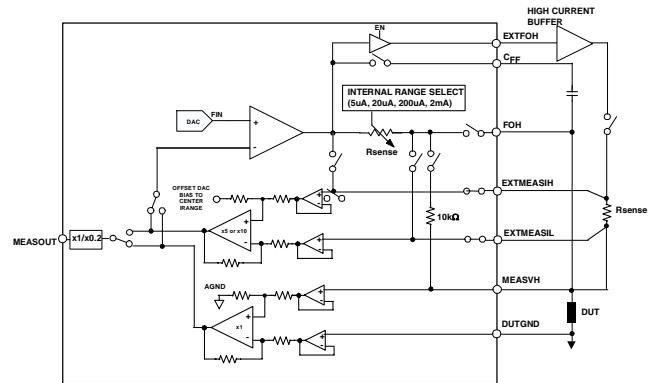 HIGH CURRENT
BUFFER
EN
EXTFOH
CFF
INTERNAL RANGE SELECT
(5uA, 20uA, 200uA, 2mA)
FIN
DAC
+
-
FOH
Rsense
EXTMEASIH
OFFSET DAC
BIAS TO
CENTER
IRANGE
+
-
x5 or x10
+
-
10kΩ
Rsense
MEASOUT
x1/x0.2
+
-
EXTMEASIL
MEASVH
AGND
+
-
x1
+
-
DUT
+
-
DUTGND